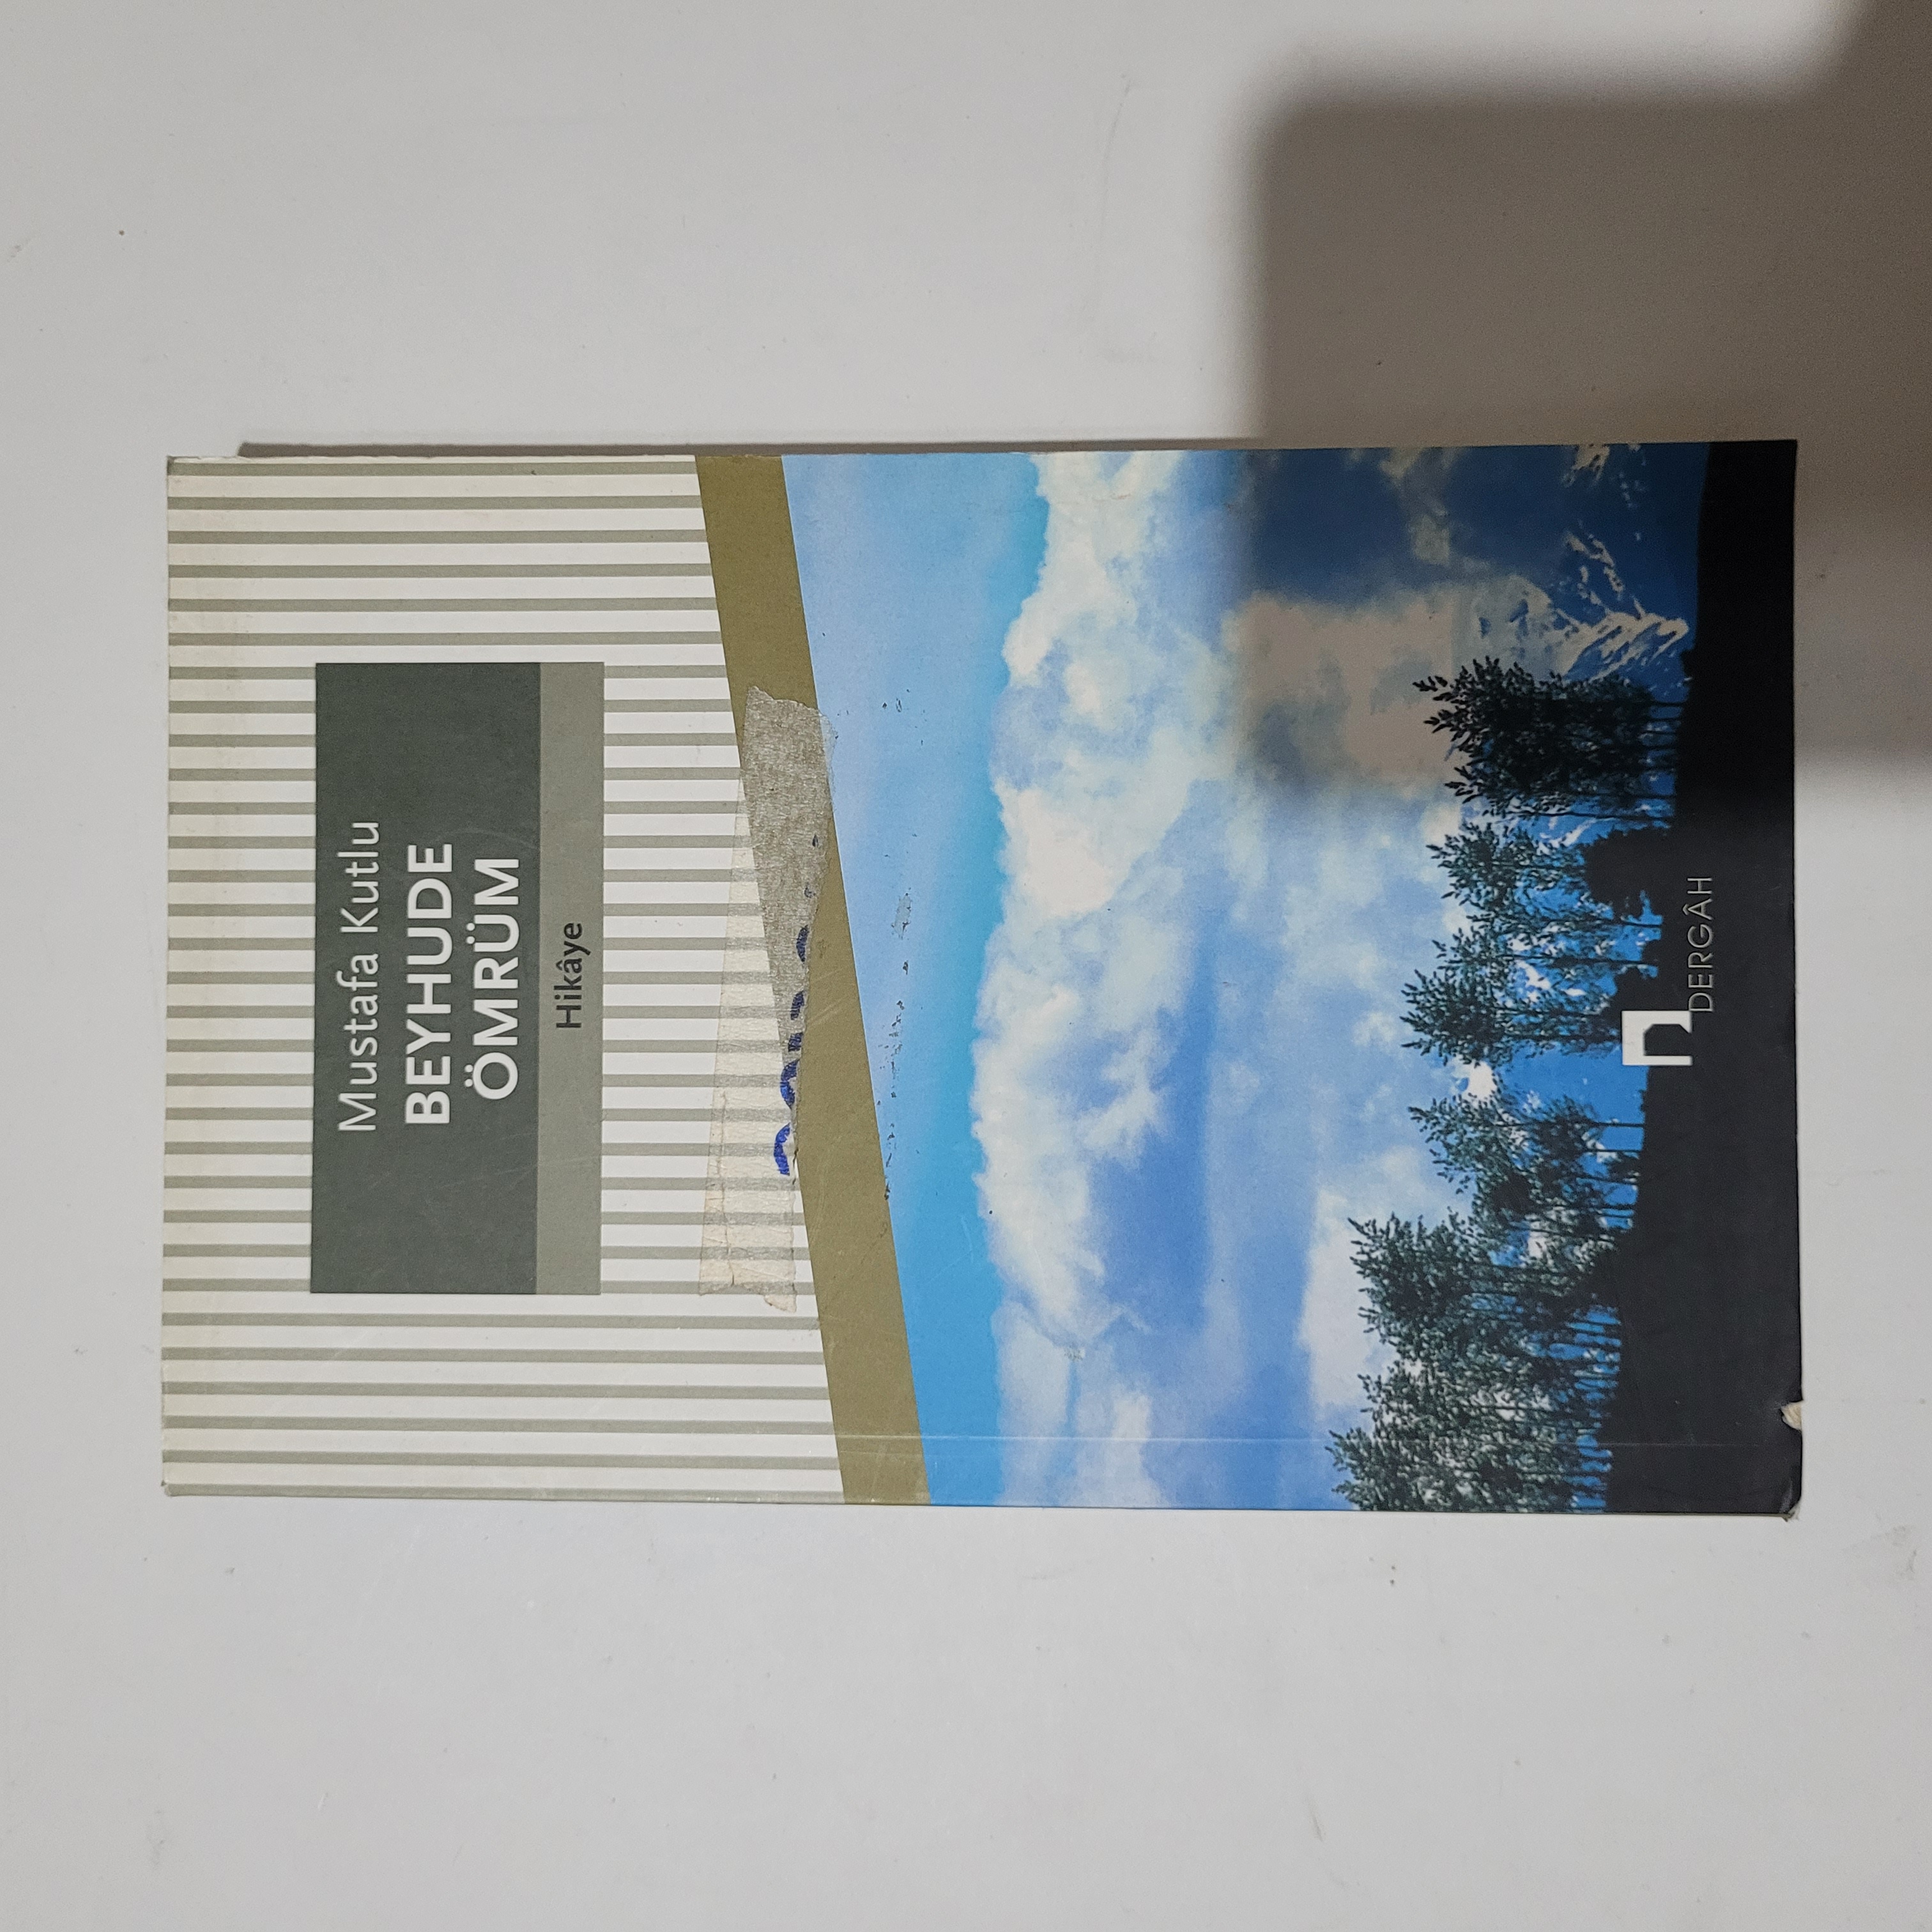 Mustafa Kutlu
BEYHUDE
ÖMRÜM
Hikâye
DERGÂH